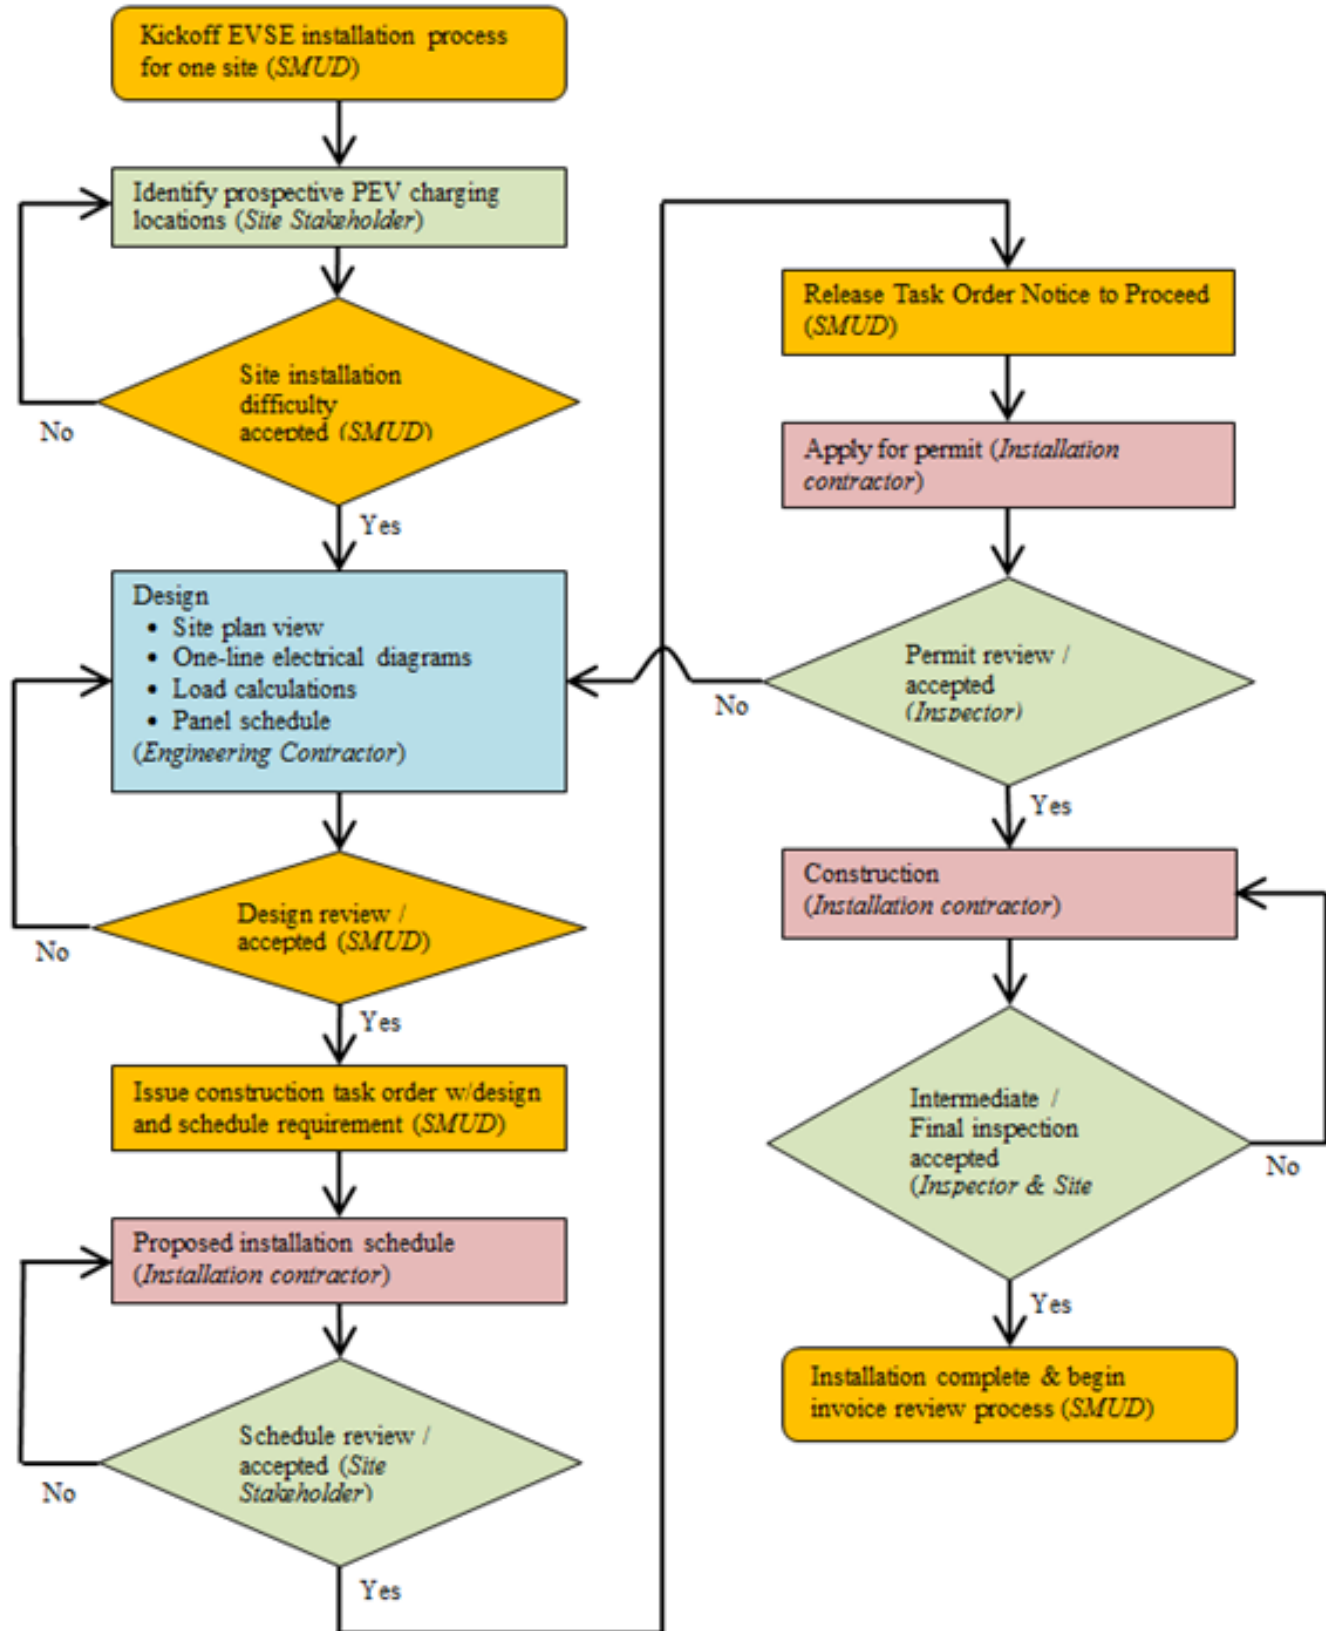 Kickoff EVSE installation process
for one site (SMUD)
Identify prospective PEV charging
locations (Site Stakeholder)
Site installation
difficulty
accepted (SMUD)
No
Yes
Design
• Site plan view
• One-line electrical diagrams
• Load calculations
• Panel schedule
(Engineering Contractor)
Design review /
accepted (SMUD)
No
Yes
Issue construction task order w/design
and schedule requirement (SMUD)
Proposed installation schedule
(Installation contractor)
Schedule review /
accepted (Site
Stakeholder)
No
Yes
Release Task Order Notice to Proceed
(SMUD)
Apply for permit (Installation
contractor)
Permit review /
accepted
(Inspector)
No
Yes
Construction
(Installation contractor)
Intermediate /
Final inspection
accepted
(Inspector & Site
No
Yes
Installation complete & begin
invoice review process (SMUD)